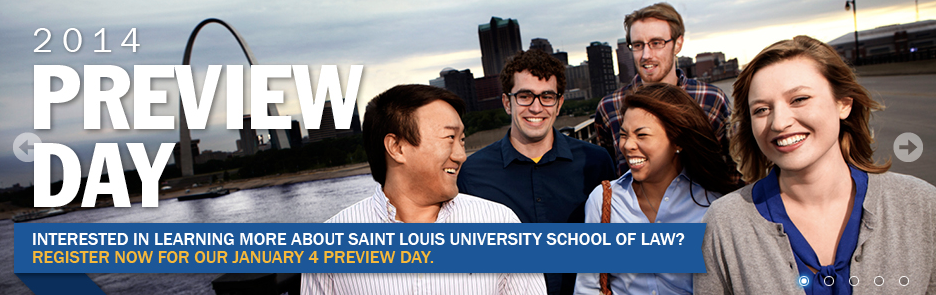 2014
PREVIEW
DAY
INTERESTED IN LEARNING MORE ABOUT SAINT LOUIS UNIVERSITY SCHOOL OF LAW?
REGISTER NOW FOR OUR JANUARY 4 PREVIEW DAY.